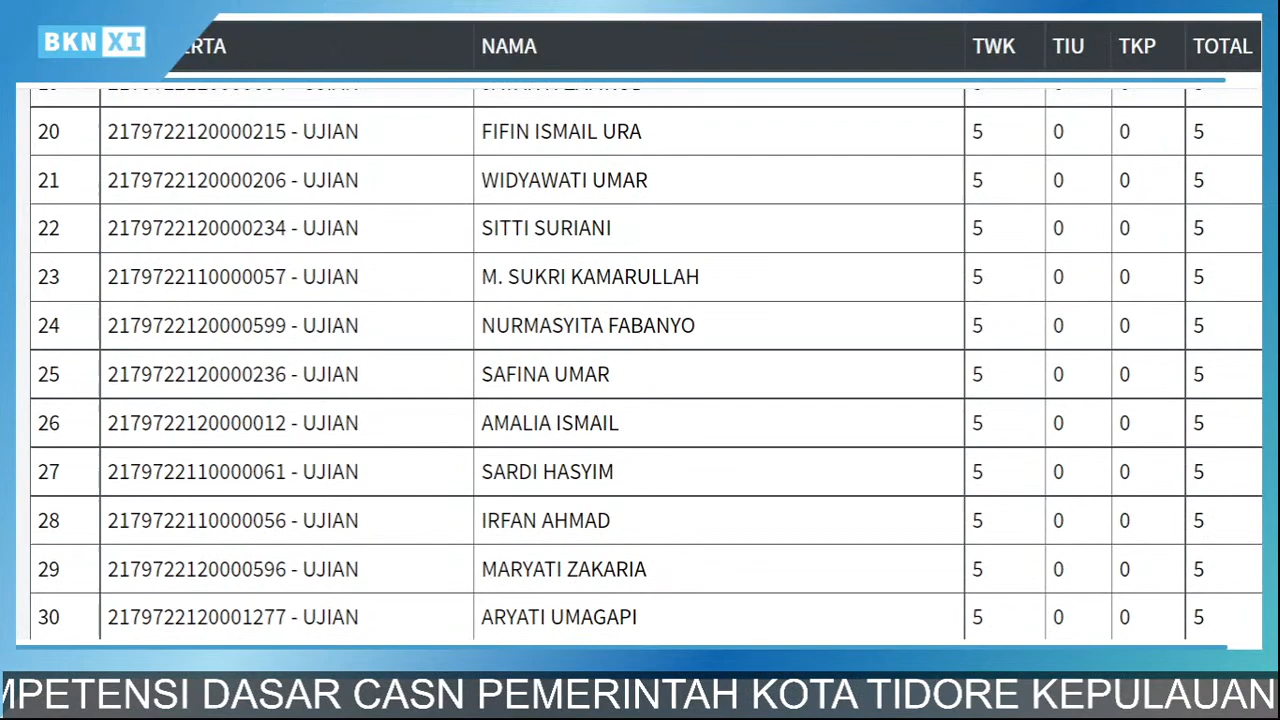 BKN XI
ERTA NAMA TWK TIU TKP TOTAL
20 2179722120000215 - UJIAN FIFIN ISMAIL URA 5 0 0 5
21 2179722120000206 - UJIAN WIDYAWATI UMAR 5 0 0 5
22 2179722120000234 - UJIAN SITTI SURIANI 5 0 0 5
23 2179722110000057 - UJIAN M. SUKRI KAMARULLAH 5 0 0 5
24 2179722120000599 - UJIAN NURMASYITA FABANYO 5 0 0 5
25 2179722120000236 - UJIAN SAFINA UMAR 5 0 0 5
26 2179722120000012 - UJIAN AMALIA ISMAIL 5 0 0 5
27 2179722110000061 - UJIAN SARDI HASYIM 5 0 0 5
28 2179722110000056 - UJIAN IRFAN AHMAD 5 0 0 5
29 2179722120000596 - UJIAN MARYATI ZAKARIA 5 0 0 5
30 2179722120001277 - UJIAN ARYATI UMAGAPI 5 0 0 5
MPETENSI DASAR CASN PEMERINTAH KOTA TIDORE KEPULAUAN